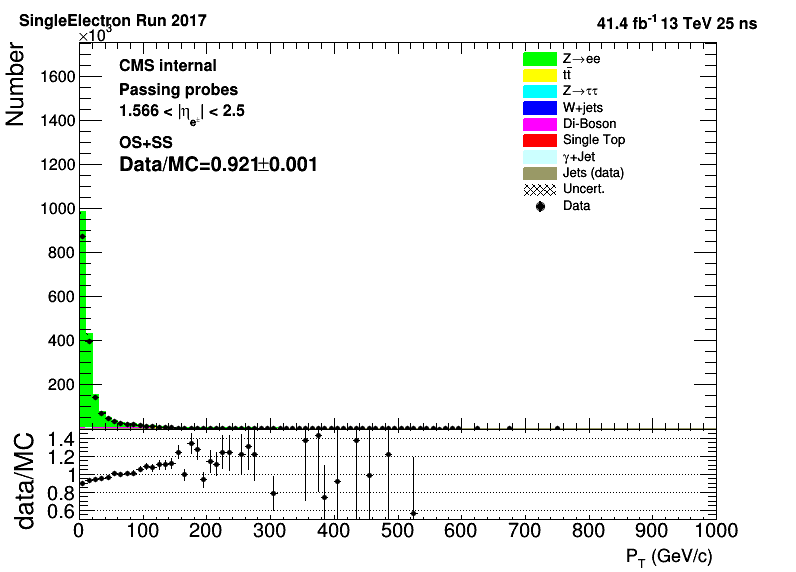 SingleElectron Run 2017
41.4 fb⁻¹ 13 TeV 25 ns
×10³
Number
1600
1400
1200
1000
800
600
400
200
CMS internal
Passing probes
1.566 < |η_e±| < 2.5
OS+SS
Data/MC=0.921±0.001
Z→ee
tt̄
Z→ττ
W+jets
Di-Boson
Single Top
γ+Jet
Jets (data)
Uncert.
Data
data/MC
1.4
1.2
1
0.8
0.6
0 100 200 300 400 500 600 700 800 900 1000
P_T (GeV/c)